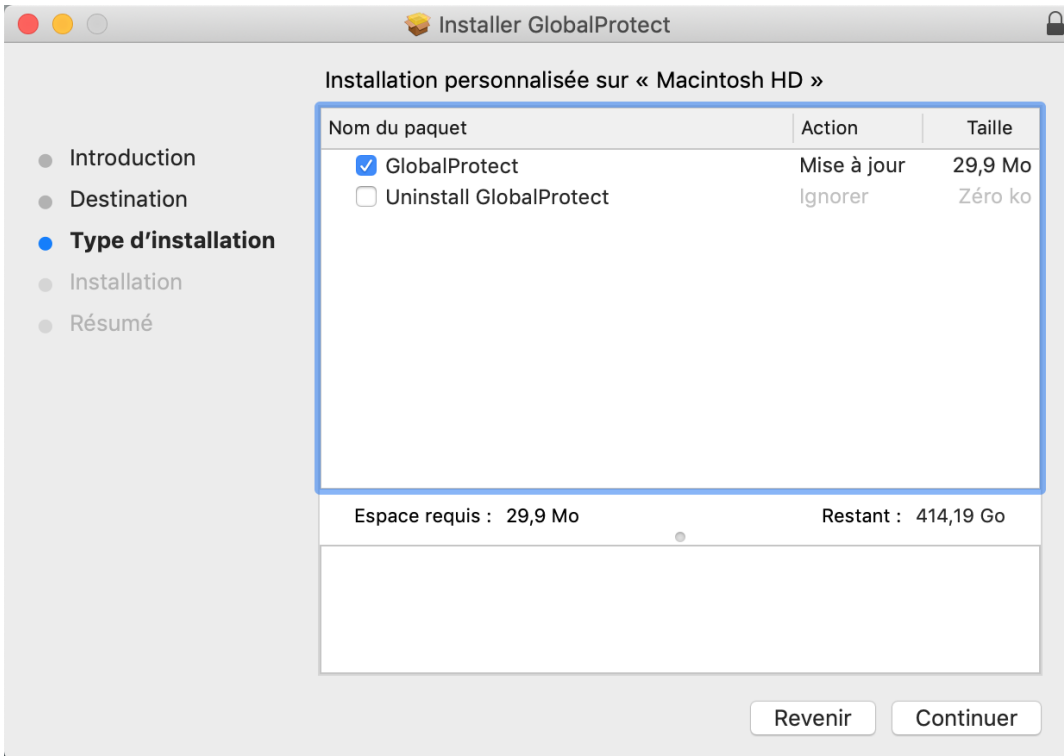 Installer GlobalProtect
Installation personnalisée sur « Macintosh HD »
Introduction
Destination
Type d’installation
Installation
Résumé
Nom du paquet Action Taille
GlobalProtect Mise à jour 29,9 Mo
Uninstall GlobalProtect Ignorer Zéro ko
Espace requis : 29,9 Mo Restant : 414,19 Go
Revenir Continuer